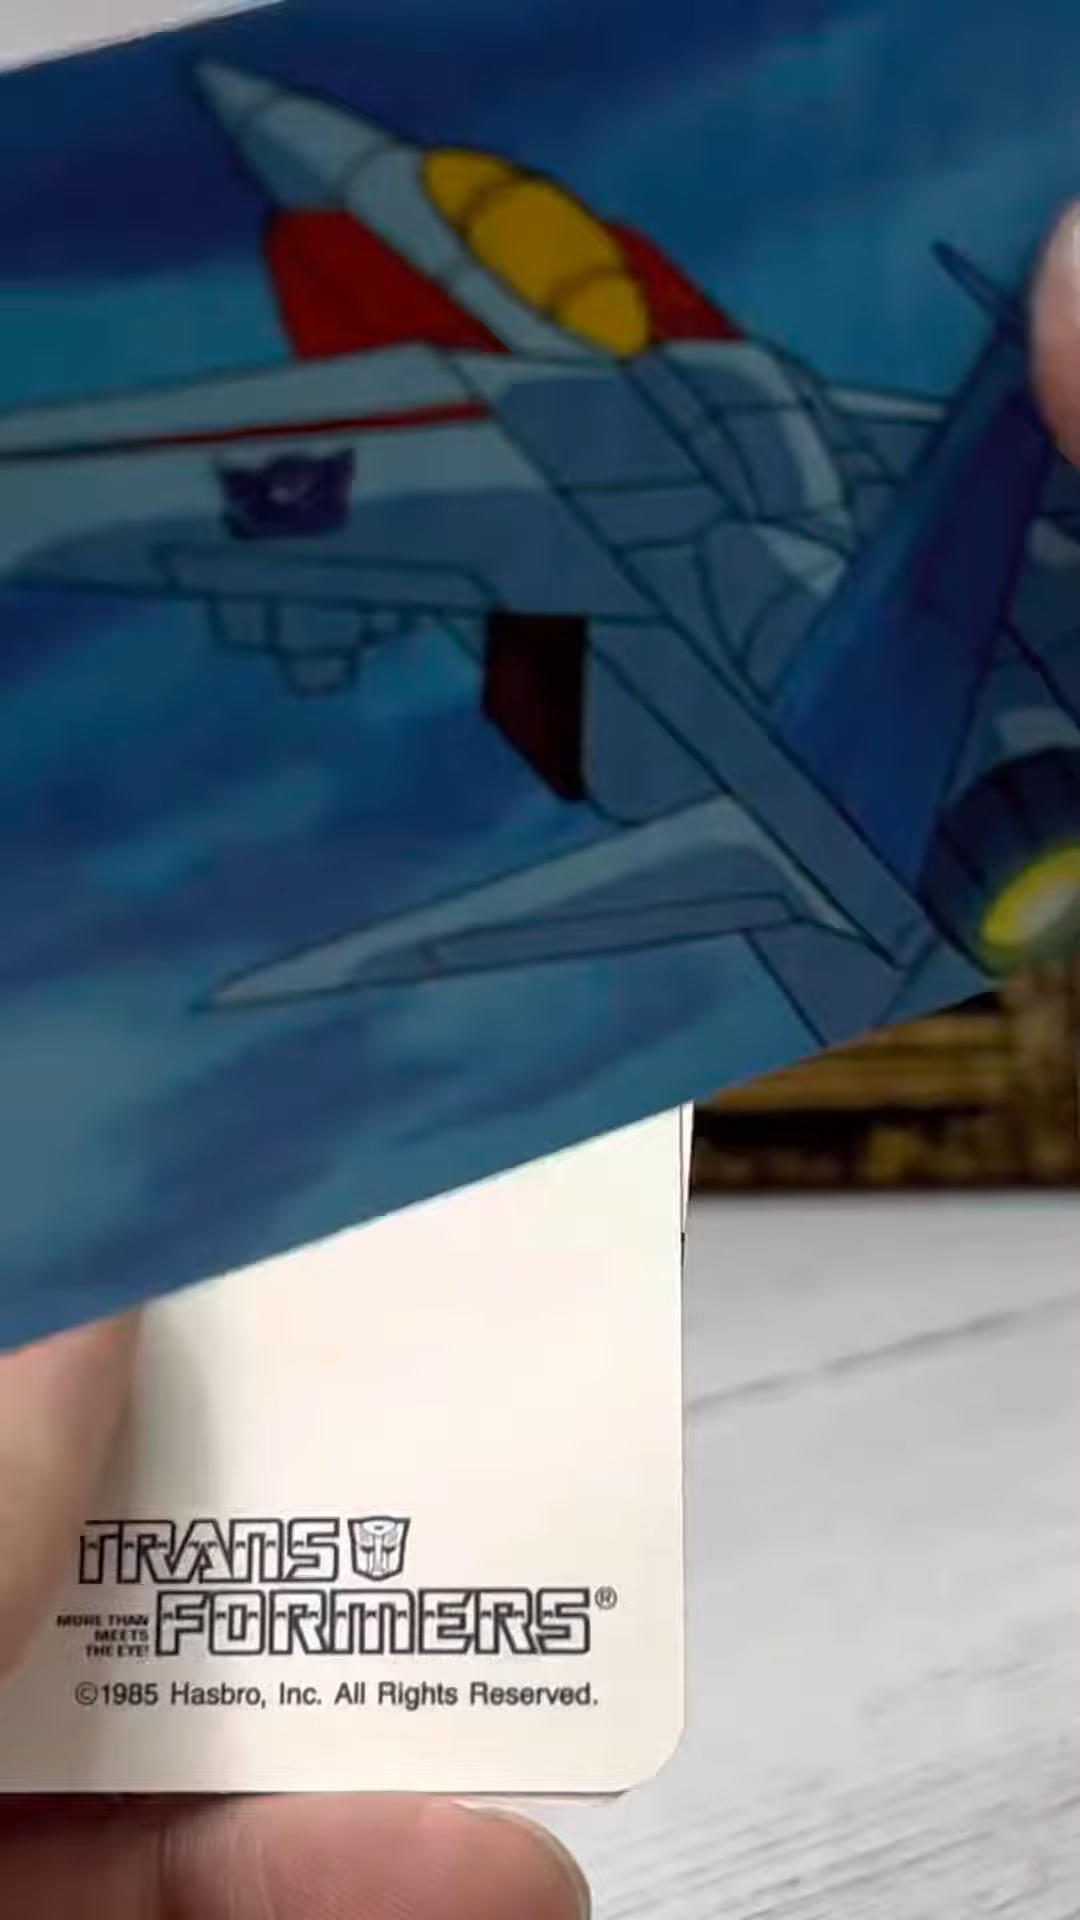 TRANS
FORMERS®
MORE THAN
MEETS
THE EYE!
©1985 Hasbro, Inc. All Rights Reserved.